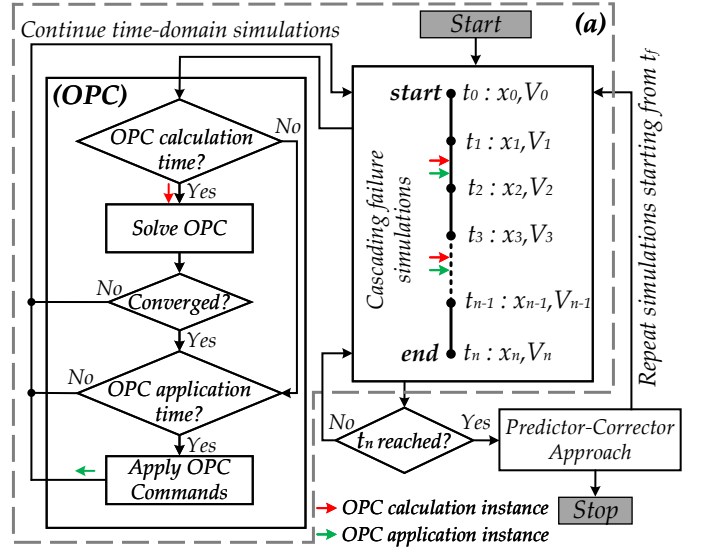 Continue time-domain simulations
(a)
Start
(OPC)
OPC calculation
time?
No
Yes
Solve OPC
No
Converged?
Yes
No
OPC application
time?
Yes
Apply OPC
Commands
start
t0 : x0,V0
t1 : x1,V1
t2 : x2,V2
t3 : x3,V3
tn-1 : xn-1,Vn-1
end
tn : xn,Vn
Cascading failure
simulations
Repeat simulations starting from tf
No
tn reached?
Yes
Predictor-Corrector
Approach
Stop
OPC calculation instance
OPC application instance